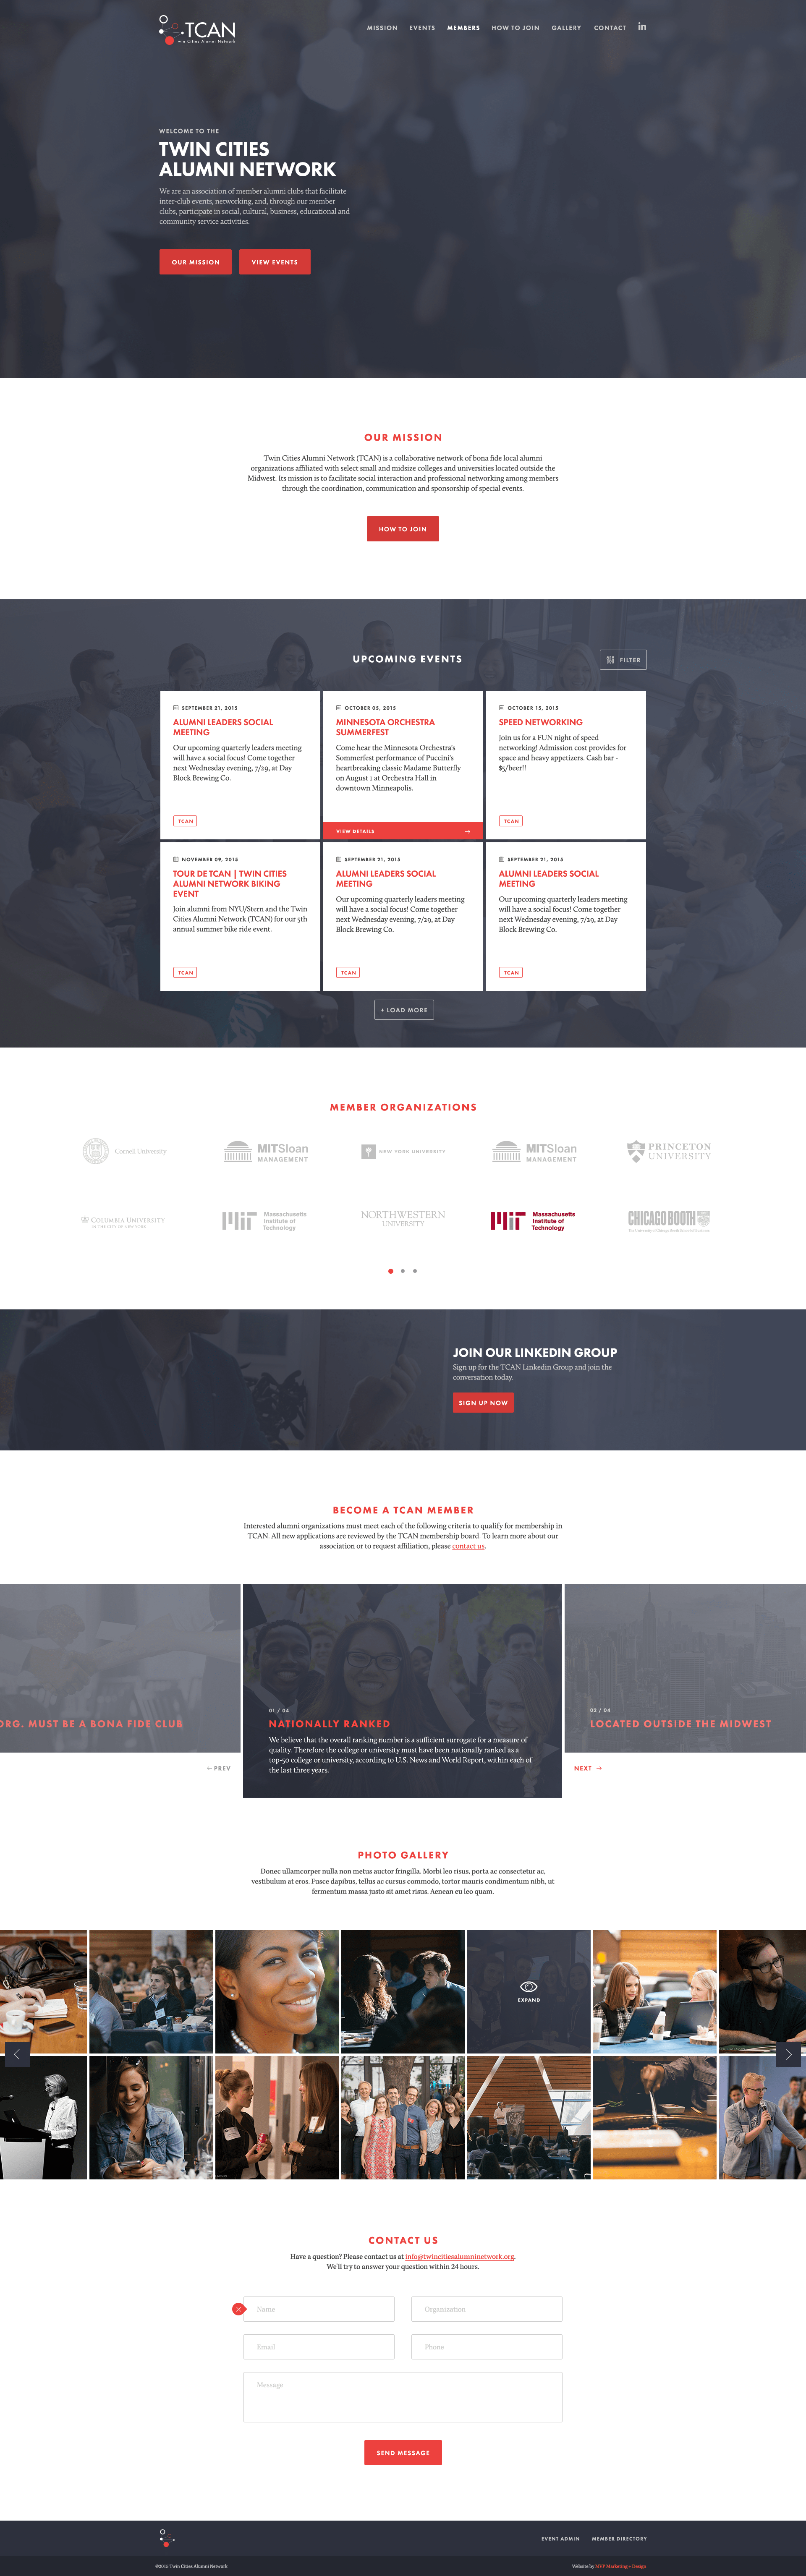 TCAN
Twin Cities Alumni Network
MISSION EVENTS MEMBERS HOW TO JOIN GALLERY CONTACT in
WELCOME TO THE
TWIN CITIES
ALUMNI NETWORK
We are an association of member alumni clubs that facilitate
inter-club events, networking, and, through our member
clubs, participate in social, cultural, business, educational and
community service activities.
OUR MISSION VIEW EVENTS
OUR MISSION
Twin Cities Alumni Network (TCAN) is a collaborative network of bona fide local alumni
organizations affiliated with select small and midsize colleges and universities located outside the
Midwest. Its mission is to facilitate social interaction and professional networking among members
through the coordination, communication and sponsorship of special events.
HOW TO JOIN
UPCOMING EVENTS
FILTER
SEPTEMBER 21, 2015
ALUMNI LEADERS SOCIAL
MEETING
Our upcoming quarterly leaders meeting
will have a social focus! Come together
next Wednesday evening, 7/29, at Day
Block Brewing Co.
TCAN
OCTOBER 05, 2015
MINNESOTA ORCHESTRA
SUMMERFEST
Come hear the Minnesota Orchestra's
Sommerfest performance of Puccini's
heartbreaking classic Madame Butterfly
on August 1 at Orchestra Hall in
downtown Minneapolis.
VIEW DETAILS
OCTOBER 15, 2015
SPEED NETWORKING
Join us for a FUN night of speed
networking! Admission cost provides for
space and heavy appetizers. Cash bar -
$5/beer!!
TCAN
NOVEMBER 09, 2015
TOUR DE TCAN | TWIN CITIES
ALUMNI NETWORK BIKING
EVENT
Join alumni from NYU/Stern and the Twin
Cities Alumni Network (TCAN) for our 5th
annual summer bike ride event.
TCAN
SEPTEMBER 21, 2015
ALUMNI LEADERS SOCIAL
MEETING
Our upcoming quarterly leaders meeting
will have a social focus! Come together
next Wednesday evening, 7/29, at Day
Block Brewing Co.
TCAN
SEPTEMBER 21, 2015
ALUMNI LEADERS SOCIAL
MEETING
Our upcoming quarterly leaders meeting
will have a social focus! Come together
next Wednesday evening, 7/29, at Day
Block Brewing Co.
TCAN
+ LOAD MORE
MEMBER ORGANIZATIONS
Cornell University
MITSloan
MANAGEMENT
NEW YORK UNIVERSITY
MITSloan
MANAGEMENT
PRINCETON
UNIVERSITY
COLUMBIA UNIVERSITY
IN THE CITY OF NEW YORK
Massachusetts
Institute of
Technology
NORTHWESTERN
UNIVERSITY
Massachusetts
Institute of
Technology
CHICAGO BOOTH
The University of Chicago Booth School of Business
JOIN OUR LINKEDIN GROUP
Sign up for the TCAN Linkedin Group and join the
conversation today.
SIGN UP NOW
BECOME A TCAN MEMBER
Interested alumni organizations must meet each of the following criteria to qualify for membership in
TCAN. All new applications are reviewed by the TCAN membership board. To learn more about our
association or to request affiliation, please contact us.
ORG. MUST BE A BONA FIDE CLUB
← PREV
01 / 04
NATIONALLY RANKED
We believe that the overall ranking number is a sufficient surrogate for a measure of
quality. Therefore the college or university must have been nationally ranked as a
top-50 college or university, according to U.S. News and World Report, within each of
the last three years.
02 / 04
LOCATED OUTSIDE THE MIDWEST
NEXT →
PHOTO GALLERY
Donec ullamcorper nulla non metus auctor fringilla. Morbi leo risus, porta ac consectetur ac,
vestibulum at eros. Fusce dapibus, tellus ac cursus commodo, tortor mauris condimentum nibh, ut
fermentum massa justo sit amet risus. Aenean eu leo quam.
EXPAND
CONTACT US
Have a question? Please contact us at info@twincitiesalumninetwork.org.
We'll try to answer your question within 24 hours.
Name
Organization
Email
Phone
Message
SEND MESSAGE
EVENT ADMIN MEMBER DIRECTORY
©2015 Twin Cities Alumni Network
Website by MVP Marketing + Design